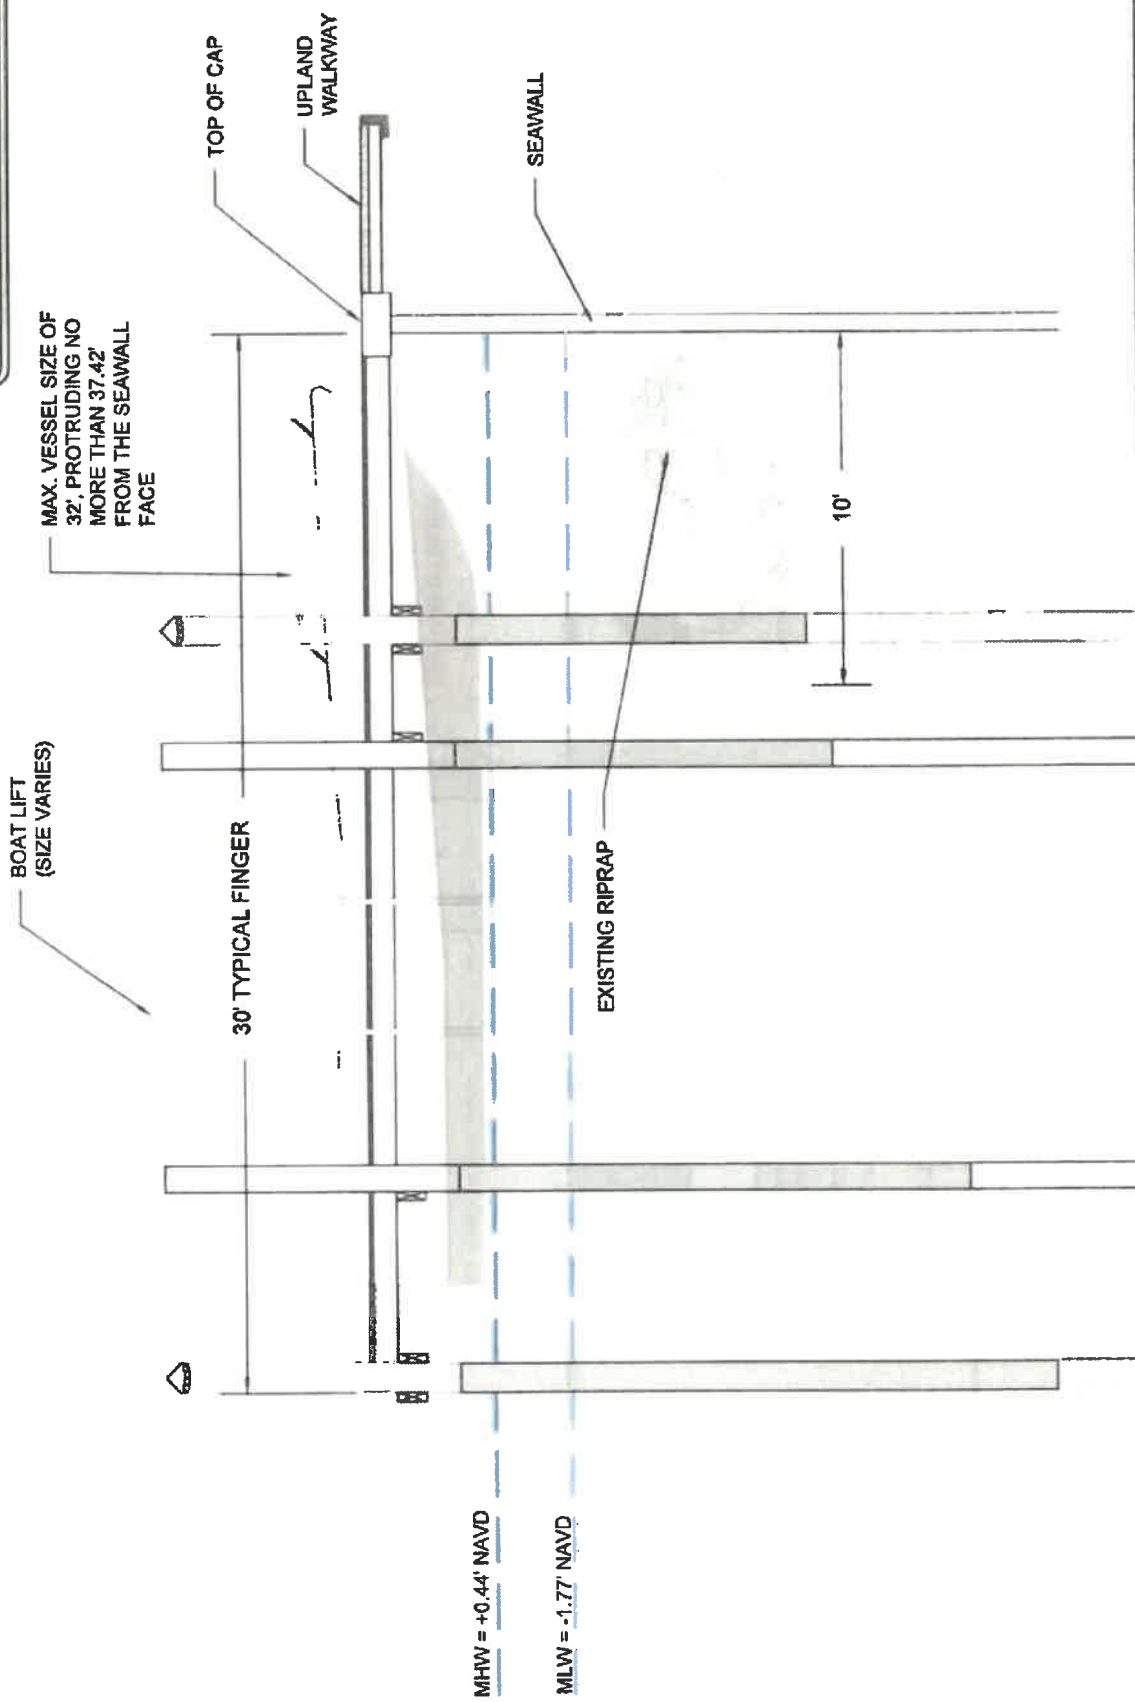 BOAT LIFT
(SIZE VARIES)
MAX. VESSEL SIZE OF
32', PROTRUDING NO
MORE THAN 37.42'
FROM THE SEAWALL
FACE
TOP OF CAP
UPLAND
WALKWAY
30' TYPICAL FINGER
SEAWALL
MHW = +0.44' NAVD
MLW = -1.77' NAVD
EXISTING RIPRAP
10'